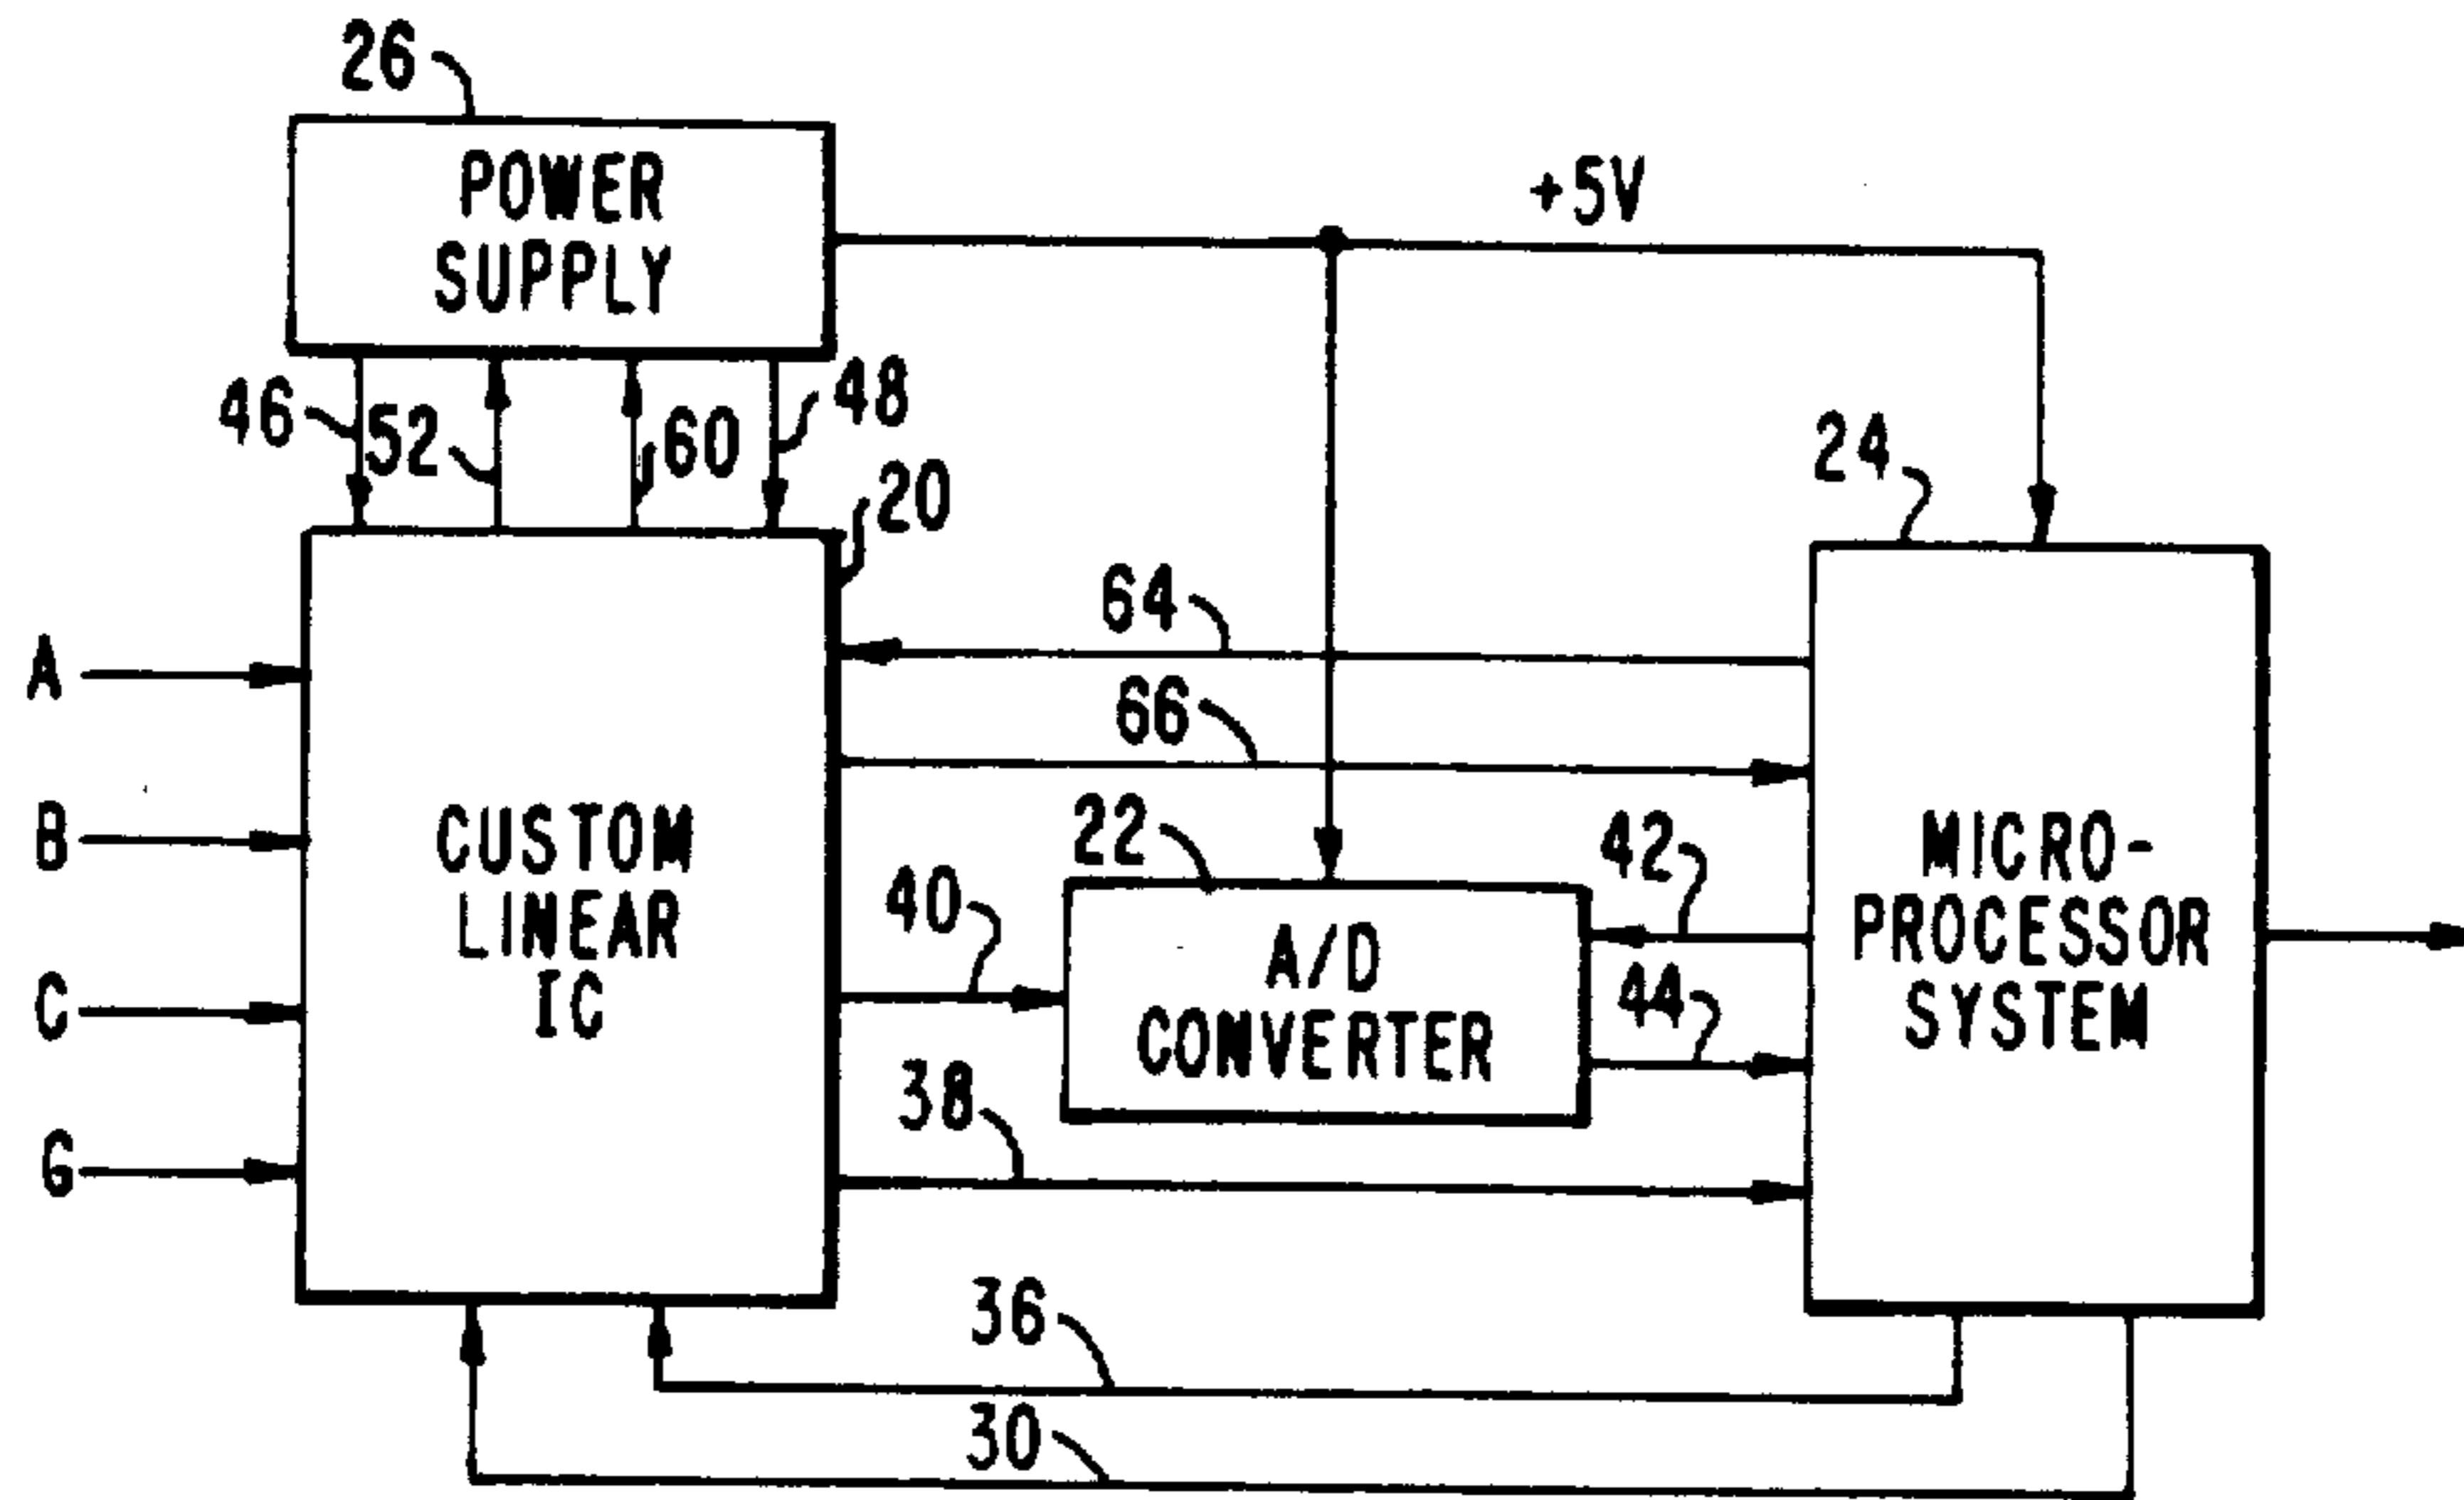 26
POWER
SUPPLY
+5V
46
52
60
48
20
24
64
66
A
B
C
G
CUSTOM
LINEAR
IC
22
40
A/D
CONVERTER
42
44
38
MICRO-
PROCESSOR
SYSTEM
36
30